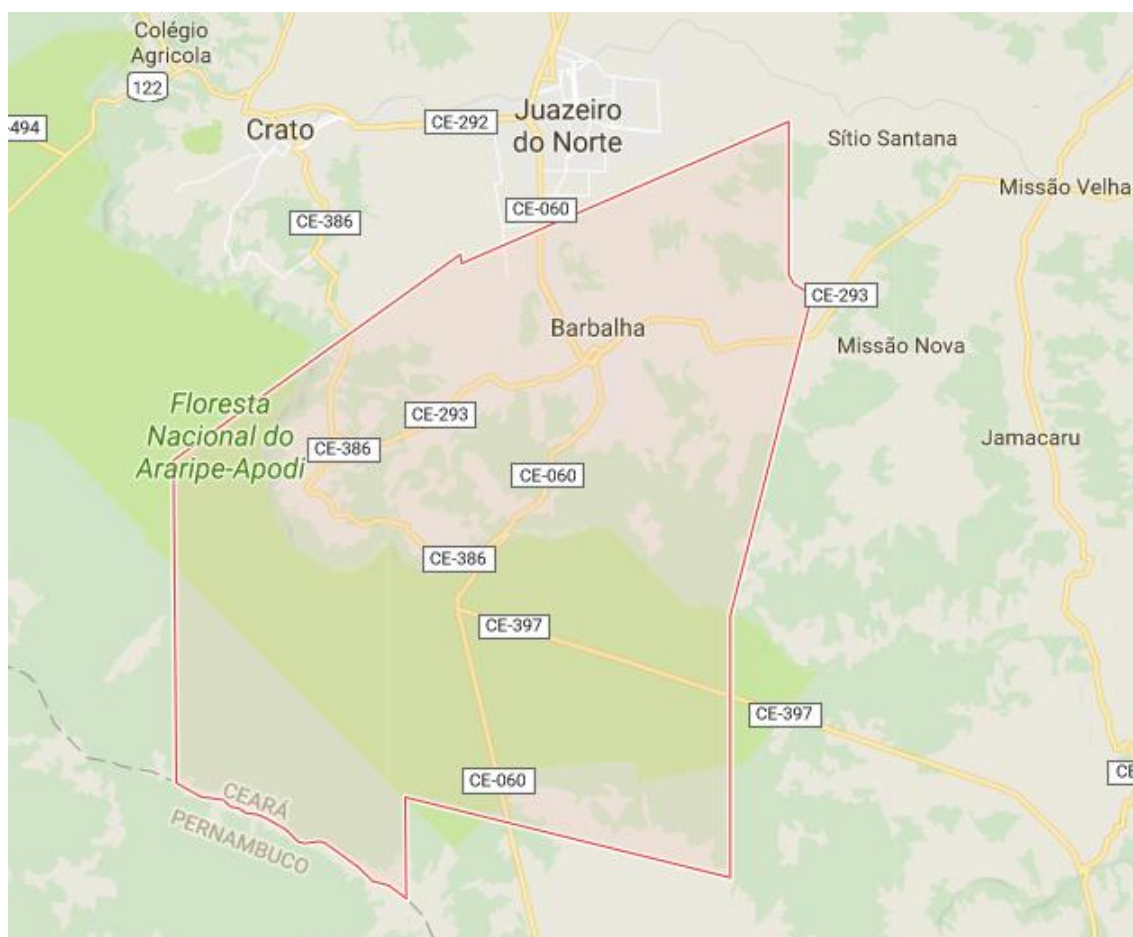 Colégio
Agricola
122
-494
Crato
CE-292
Juazeiro
do Norte
Sítio Santana
Missão Velha
CE-386
CE-060
CE-293
Barbalha
Missão Nova
Floresta
Nacional do
Araripe-Apodi
CE-293
CE-386
Jamacaru
CE-060
CE-386
CE-397
CE-397
CE-060
CE
CEARÁ
PERNAMBUCO